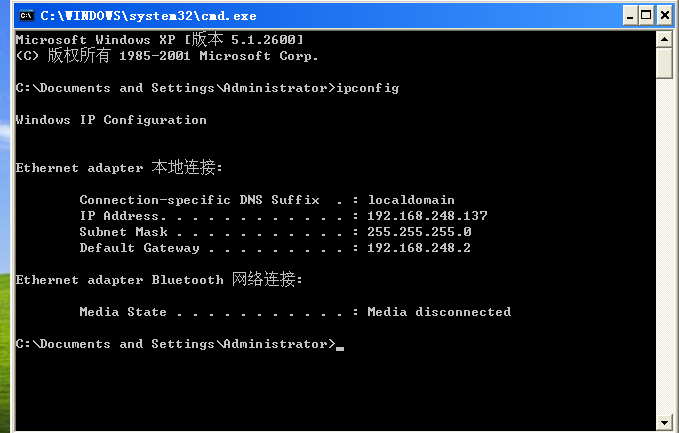 C:\WINDOWS\system32\cmd.exe
Microsoft Windows XP [版本 5.1.2600]
(C) 版权所有 1985-2001 Microsoft Corp.
C:\Documents and Settings\Administrator>ipconfig
Windows IP Configuration
Ethernet adapter 本地连接:
Connection-specific DNS Suffix  . : localdomain
IP Address. . . . . . . . . . . . : 192.168.248.137
Subnet Mask . . . . . . . . . . . : 255.255.255.0
Default Gateway . . . . . . . . . : 192.168.248.2
Ethernet adapter Bluetooth 网络连接:
Media State . . . . . . . . . . . : Media disconnected
C:\Documents and Settings\Administrator>